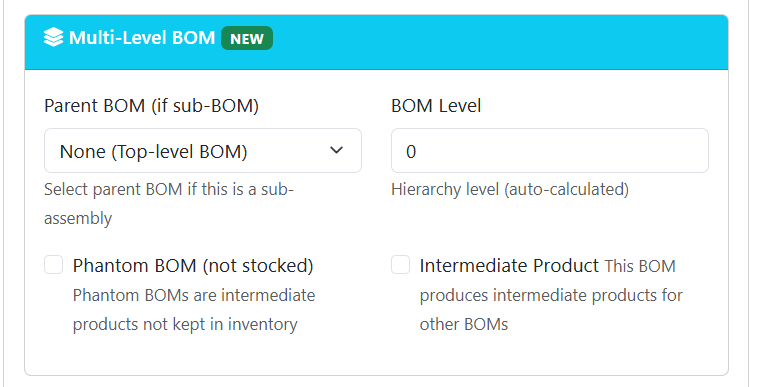 Multi-Level BOM NEW
Parent BOM (if sub-BOM)
BOM Level
None (Top-level BOM)
0
Select parent BOM if this is a sub-
assembly
Hierarchy level (auto-calculated)
Phantom BOM (not stocked)
Phantom BOMs are intermediate
products not kept in inventory
Intermediate Product This BOM
produces intermediate products for
other BOMs